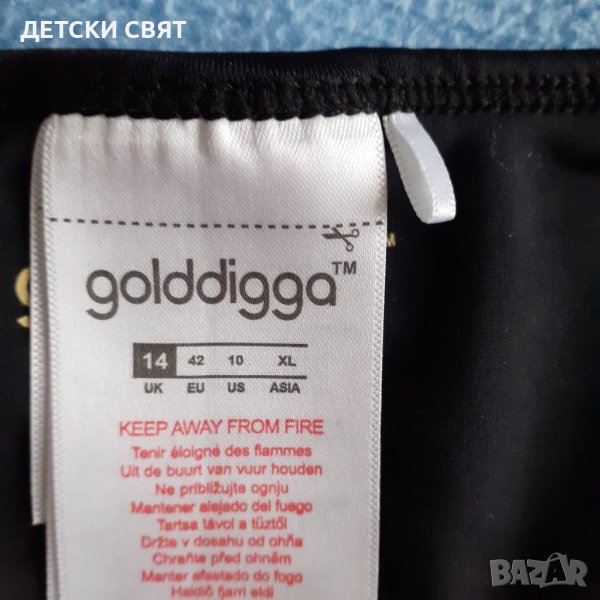 ДЕТСКИ СВЯТ
golddigga™
14 42 10 XL
UK EU US ASIA
KEEP AWAY FROM FIRE
Tenir éloigné des flammes
Uit de buurt van vuur houden
Ne približujte ognju
Mantener alejado del fuego
Tartsa távol a tűztől
Držte v dosahu od ohňa
Chraňte před ohněm
Manter afastado do fogo
Haldið fjarri eldi
BAZAR